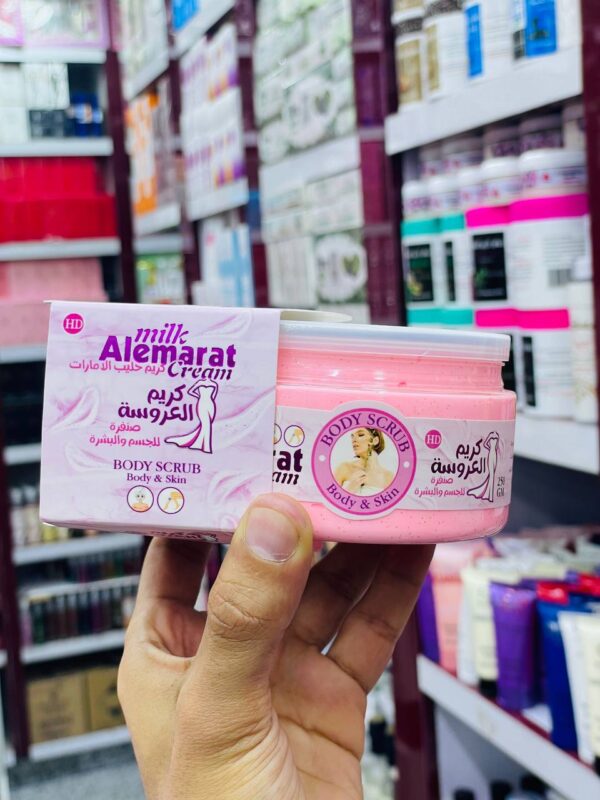 HD
milk
Alemarat
Cream
كريم حليب الامارات
كريم
العروسة
صنفرة
للجسم والبشرة
BODY SCRUB
Body & Skin
BODY SCRUB
Body & Skin
HD
كريم
العروسة
صنفرة
للجسم والبشرة
250
GM